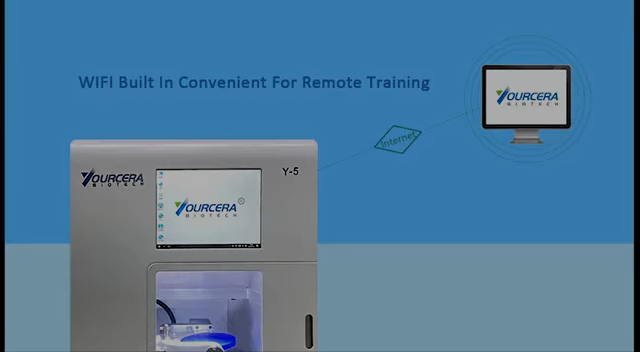 WIFI Built In Convenient For Remote Training
YOURCERA
BIOTECH
Internet
YOURCERA
BIOTECH
Y-5
YOURCERA
BIOTECH